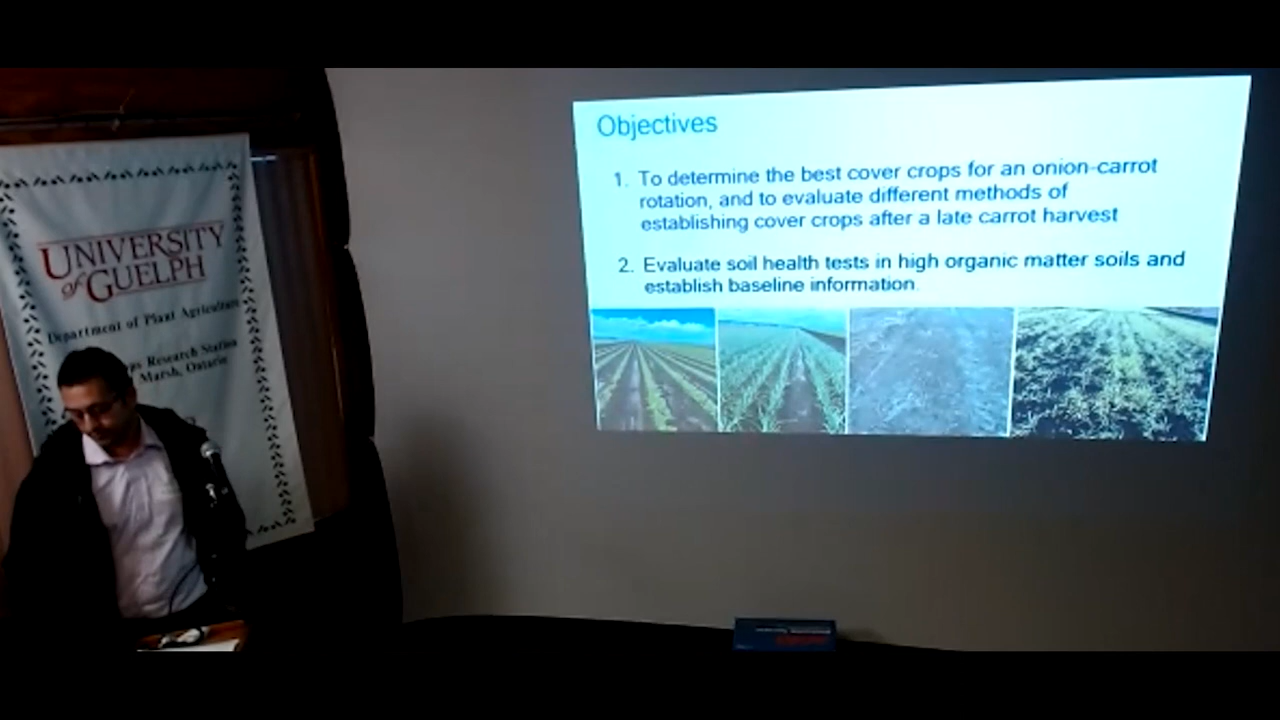 UNIVERSITY
of GUELPH
Department of Plant Agriculture
Research Station
Marsh, Ontario
Objectives
1. To determine the best cover crops for an onion-carrot
rotation, and to evaluate different methods of
establishing cover crops after a late carrot harvest
2. Evaluate soil health tests in high organic matter soils and
establish baseline information.